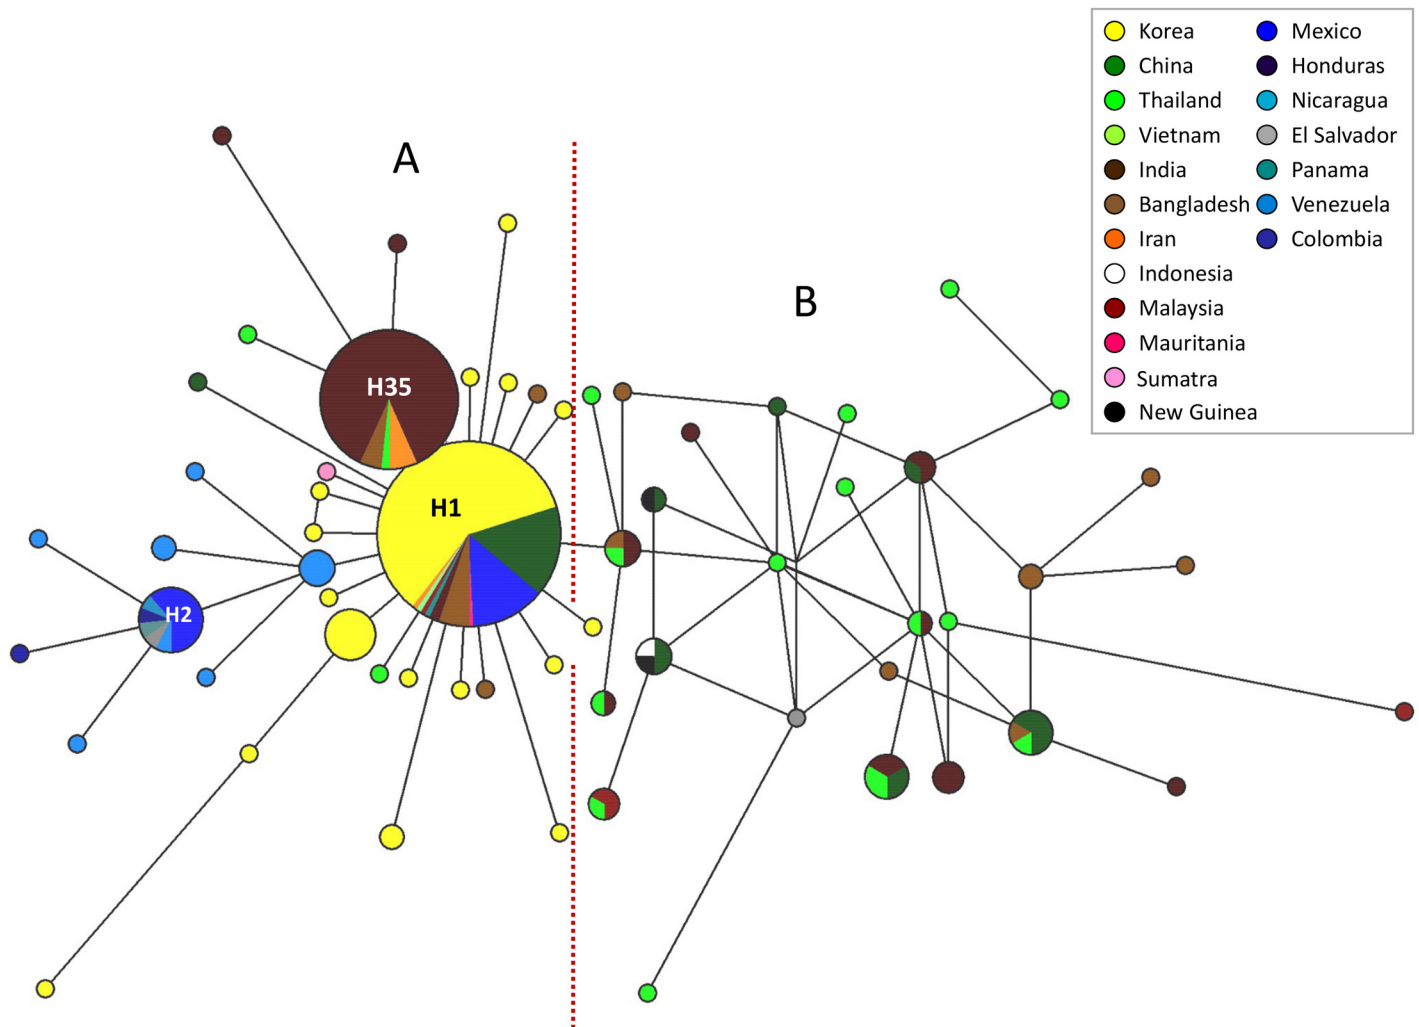 Korea
Mexico
China
Honduras
Thailand
Nicaragua
Vietnam
El Salvador
India
Panama
Bangladesh
Venezuela
Iran
Colombia
Indonesia
Malaysia
Mauritania
Sumatra
New Guinea
A
B
H35
H1
H2